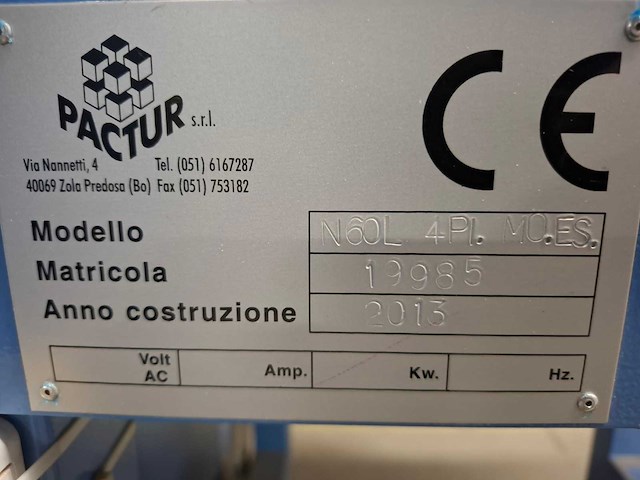 PACTUR s.r.l.
Via Nannetti, 4 Tel. (051) 6167287
40069 Zola Predosa (Bo) Fax (051) 753182
CE
Modello N60L 4PI. MO.ES.
Matricola 19985
Anno costruzione 2013
Volt AC Amp. Kw. Hz.